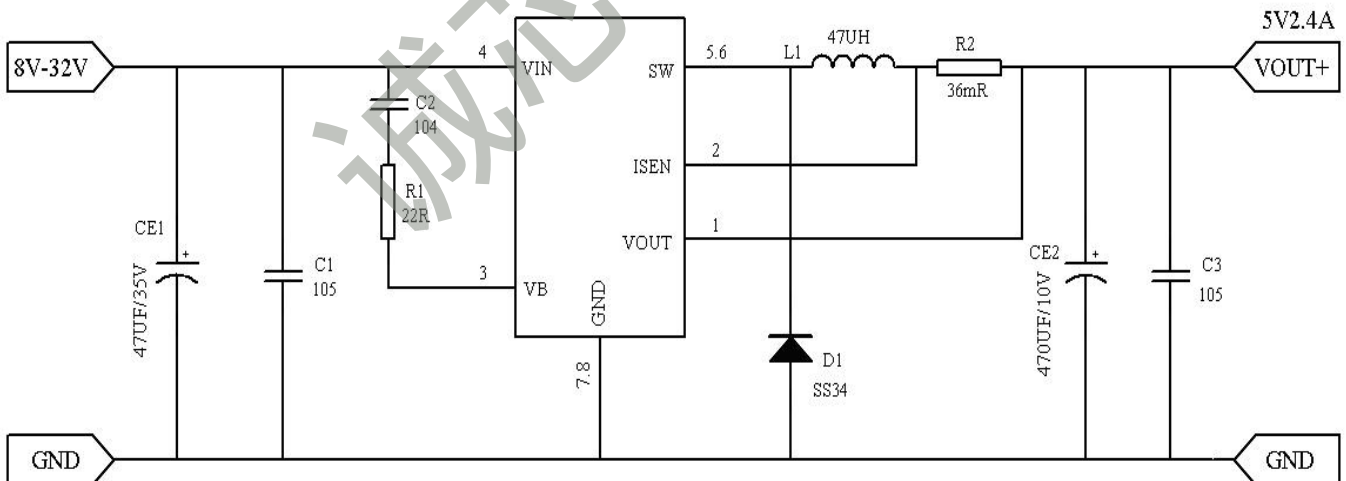 5V2.4A
8V-32V
4
VIN
SW
5.6
L1
47UH
R2
36mR
VOUT+
C2
104
ISEN
2
R1
22R
VOUT
1
CE1
+
47UF/35V
C1
105
3
VB
GND
7.8
D1
SS34
CE2
+
470UF/10V
C3
105
GND
GND
诚芯